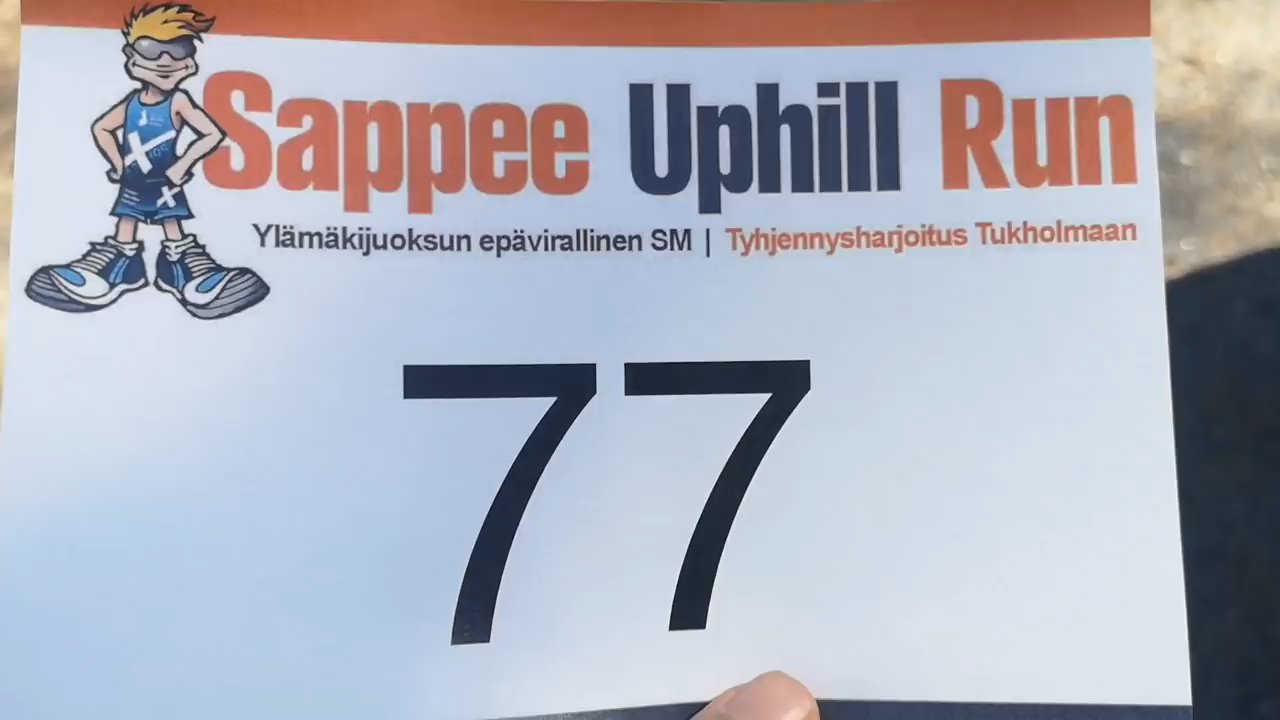 Sappee Uphill Run
Ylämäkijuoksun epävirallinen SM | Tyhjennysharjoitus Tukholmaan
77